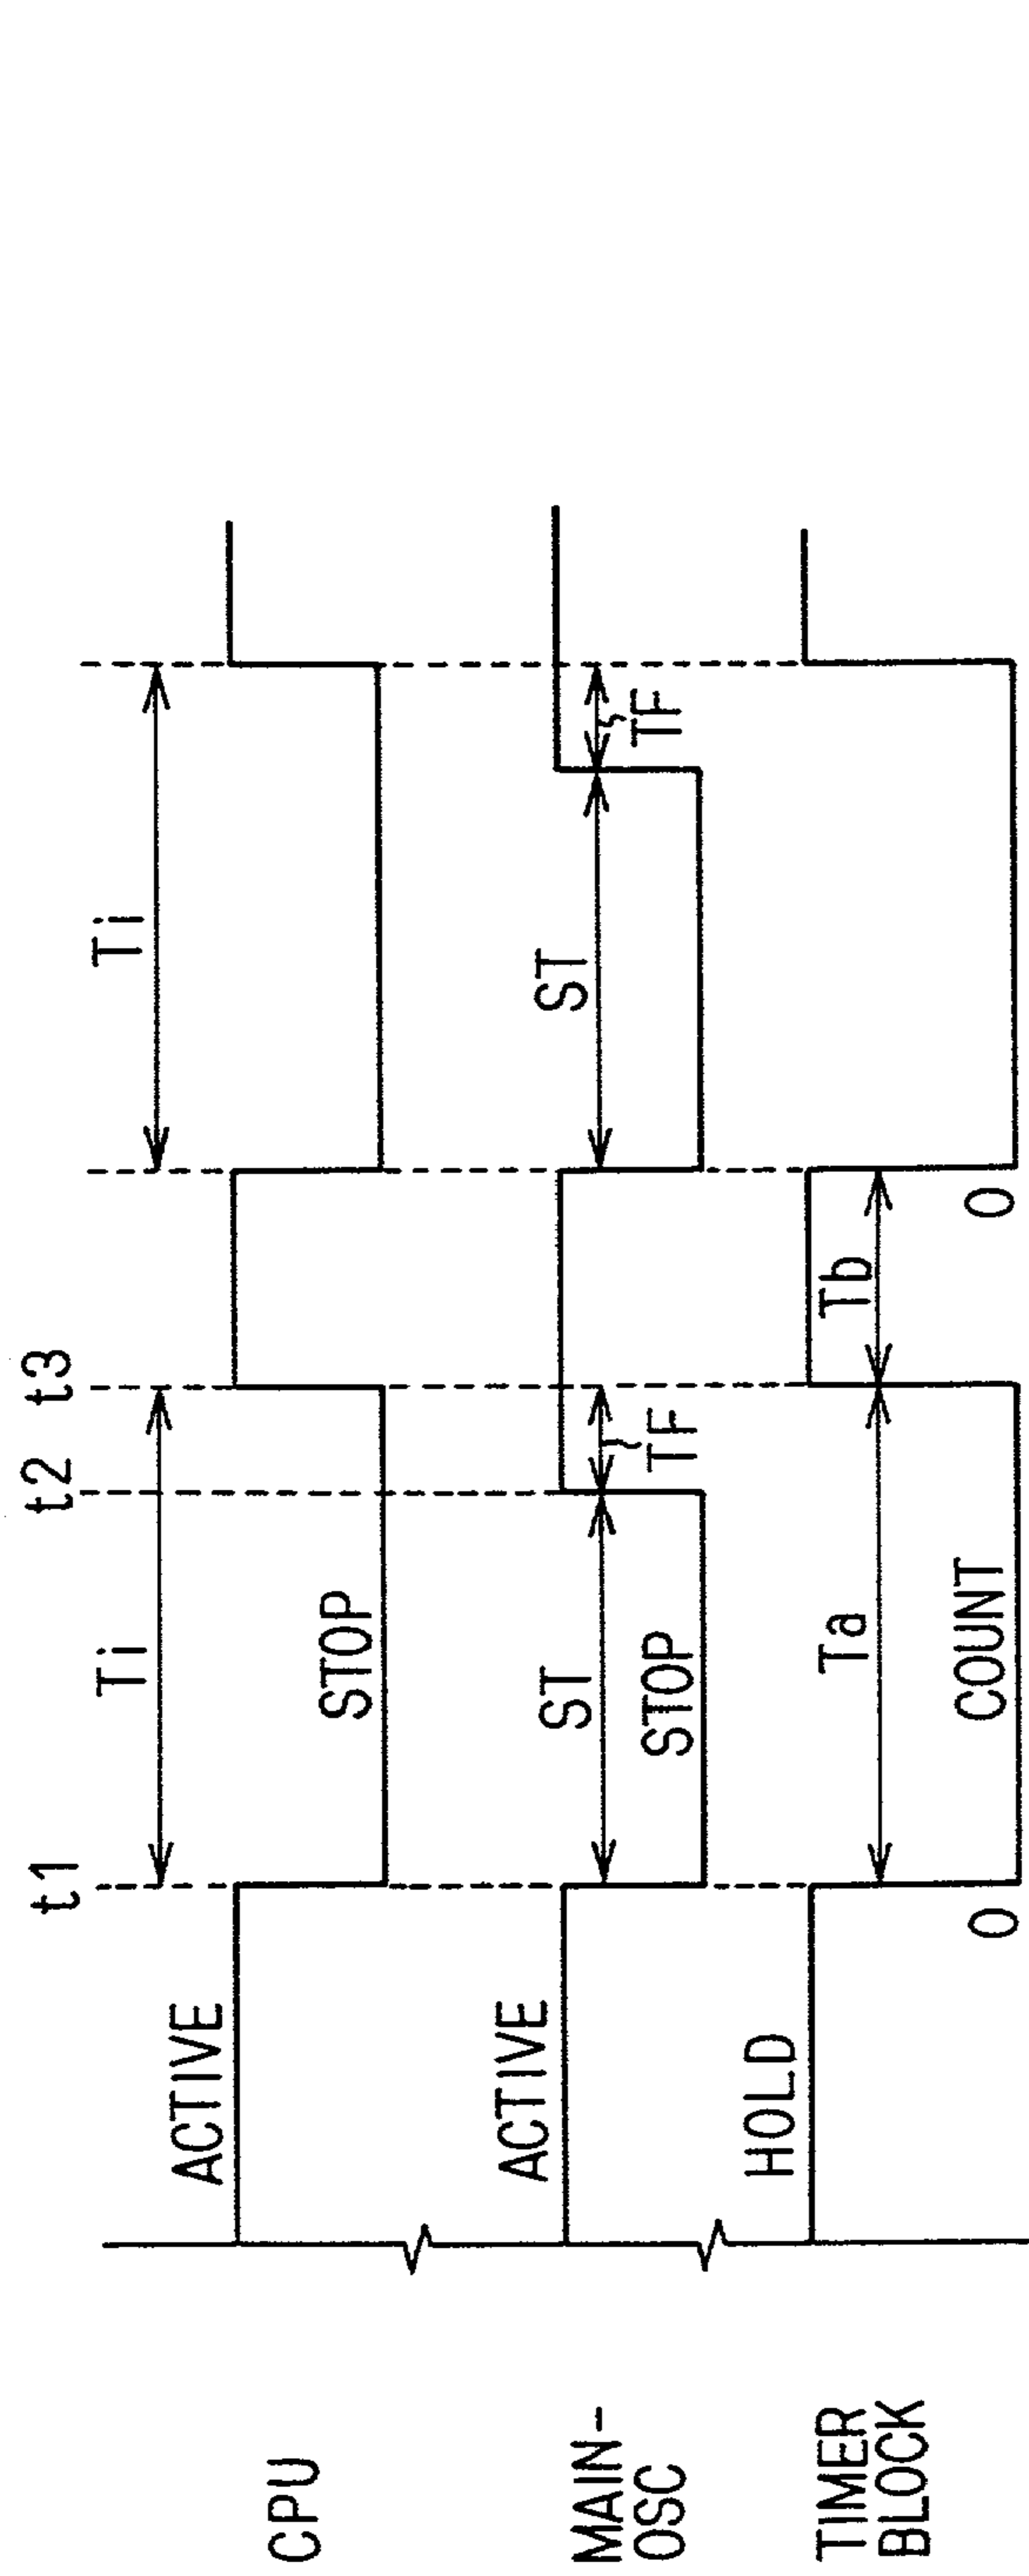 t1
t2
t3
Ti
Ti
CPU
ACTIVE
STOP
MAIN-
OSC
ACTIVE
ST
STOP
TF
ST
TF
TIMER
BLOCK
HOLD
Ta
Tb
0
COUNT
0